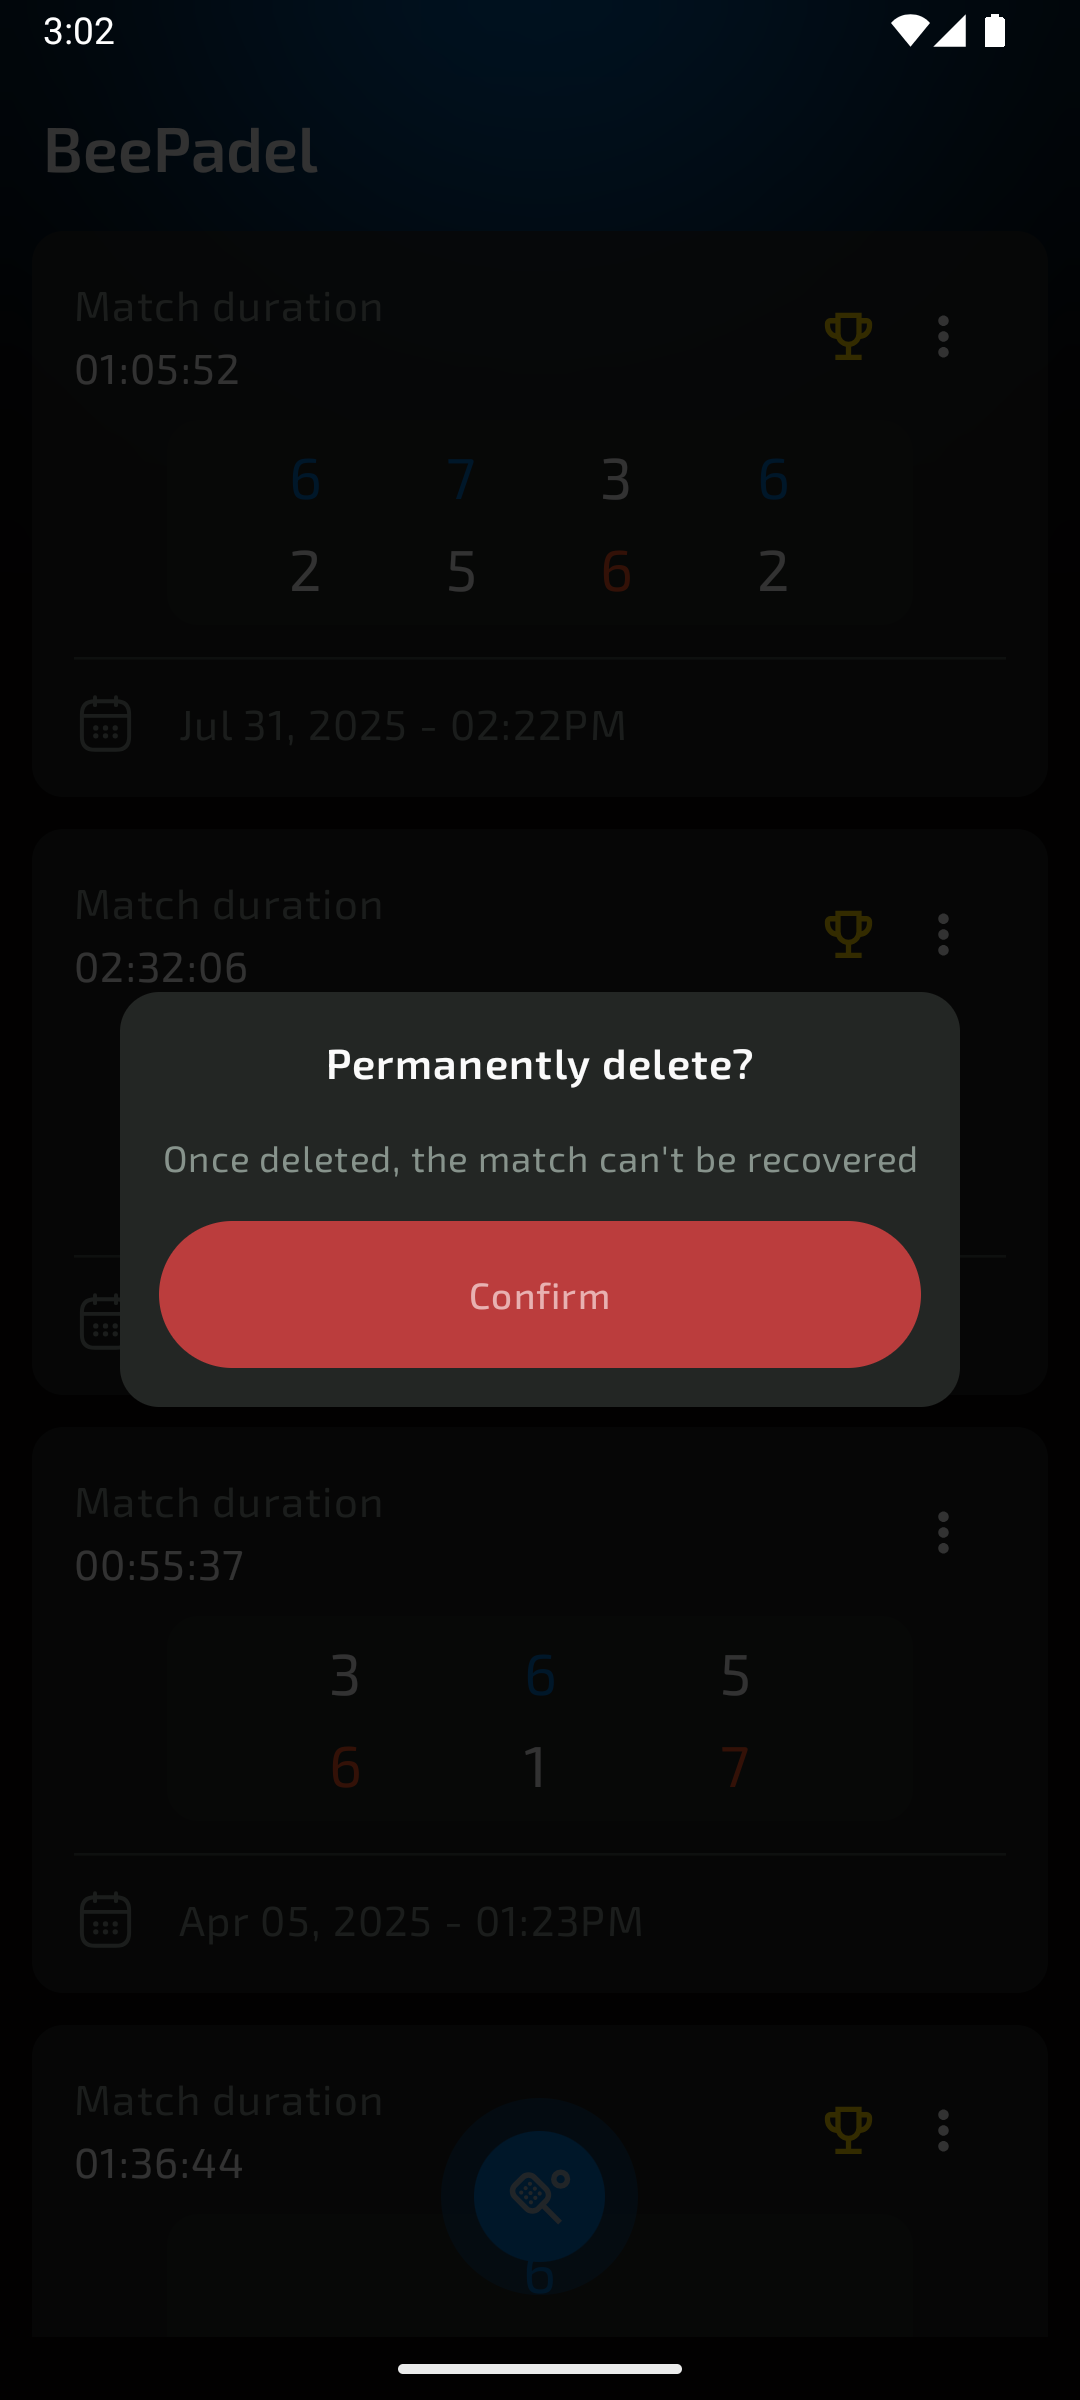 3:02
BeePadel
Match duration
01:05:52
6 7 3 6
2 5 6 2
Jul 31, 2025 - 02:22PM
Match duration
02:32:06
Permanently delete?
Once deleted, the match can't be recovered
Confirm
Match duration
00:55:37
3 6 5
6 1 7
Apr 05, 2025 - 01:23PM
Match duration
01:36:44
6